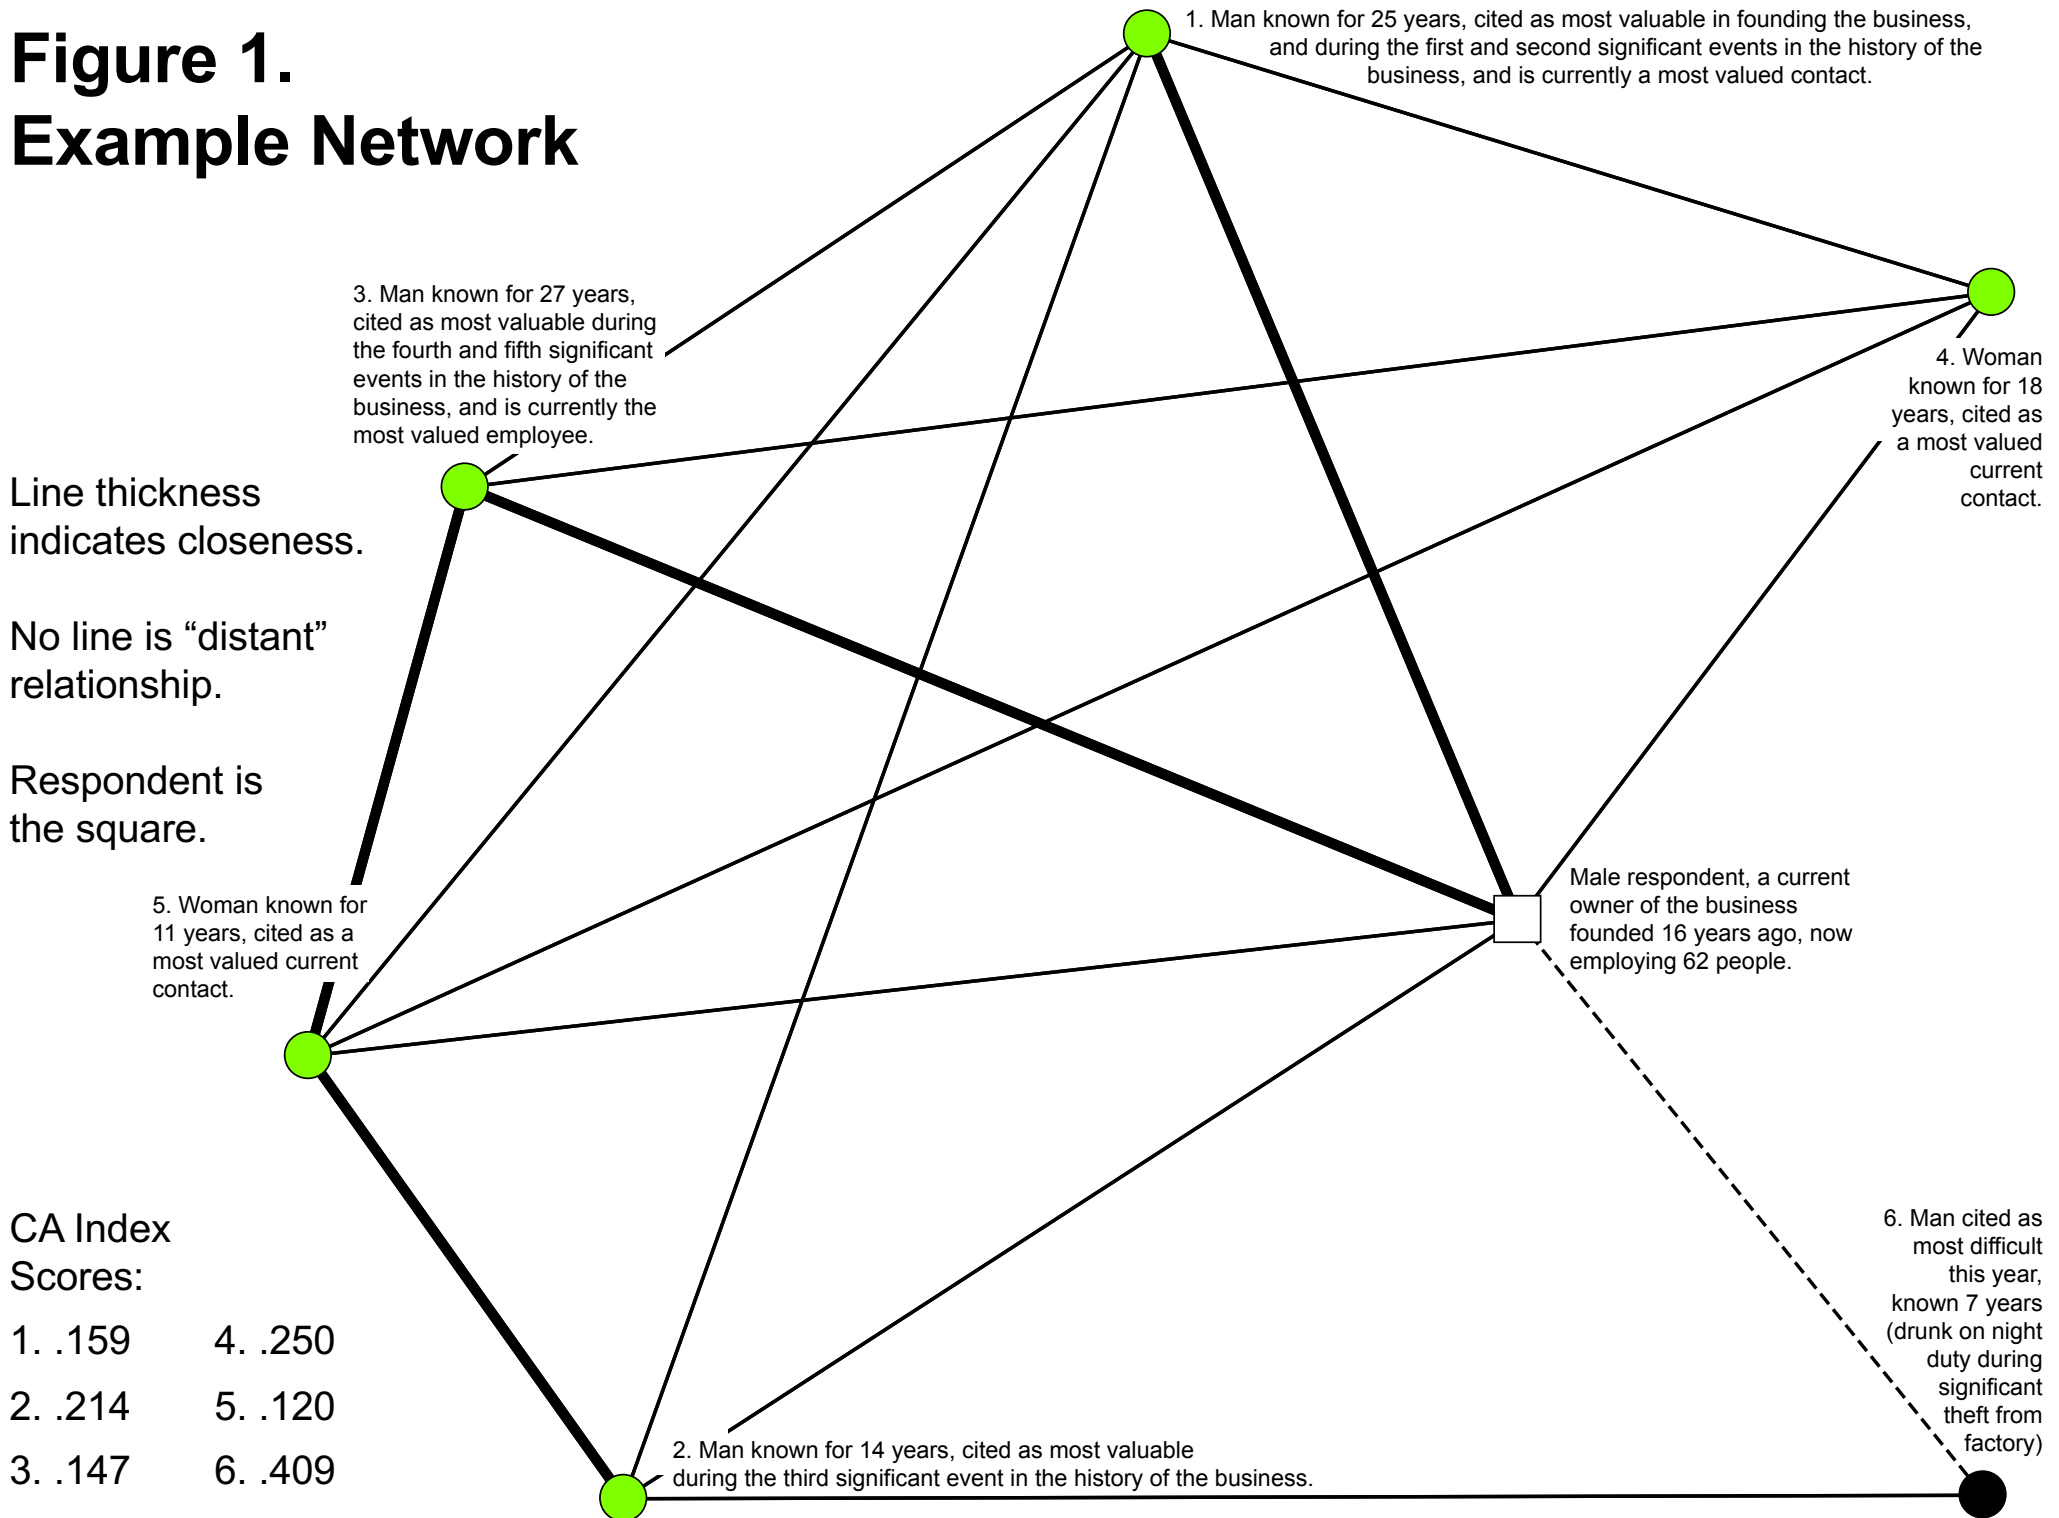 Figure 1.
Example Network
1. Man known for 25 years, cited as most valuable in founding the business,
and during the first and second significant events in the history of the
business, and is currently a most valued contact.
3. Man known for 27 years,
cited as most valuable during
the fourth and fifth significant
events in the history of the
business, and is currently the
most valued employee.
4. Woman
known for 18
years, cited as
a most valued
current
contact.
Line thickness
indicates closeness.
No line is “distant”
relationship.
Respondent is
the square.
5. Woman known for
11 years, cited as a
most valued current
contact.
Male respondent, a current
owner of the business
founded 16 years ago, now
employing 62 people.
6. Man cited as
most difficult
this year,
known 7 years
(drunk on night
duty during
significant
theft from
factory)
CA Index
Scores:
1. .159 4. .250
2. .214 5. .120
3. .147 6. .409
2. Man known for 14 years, cited as most valuable
during the third significant event in the history of the business.